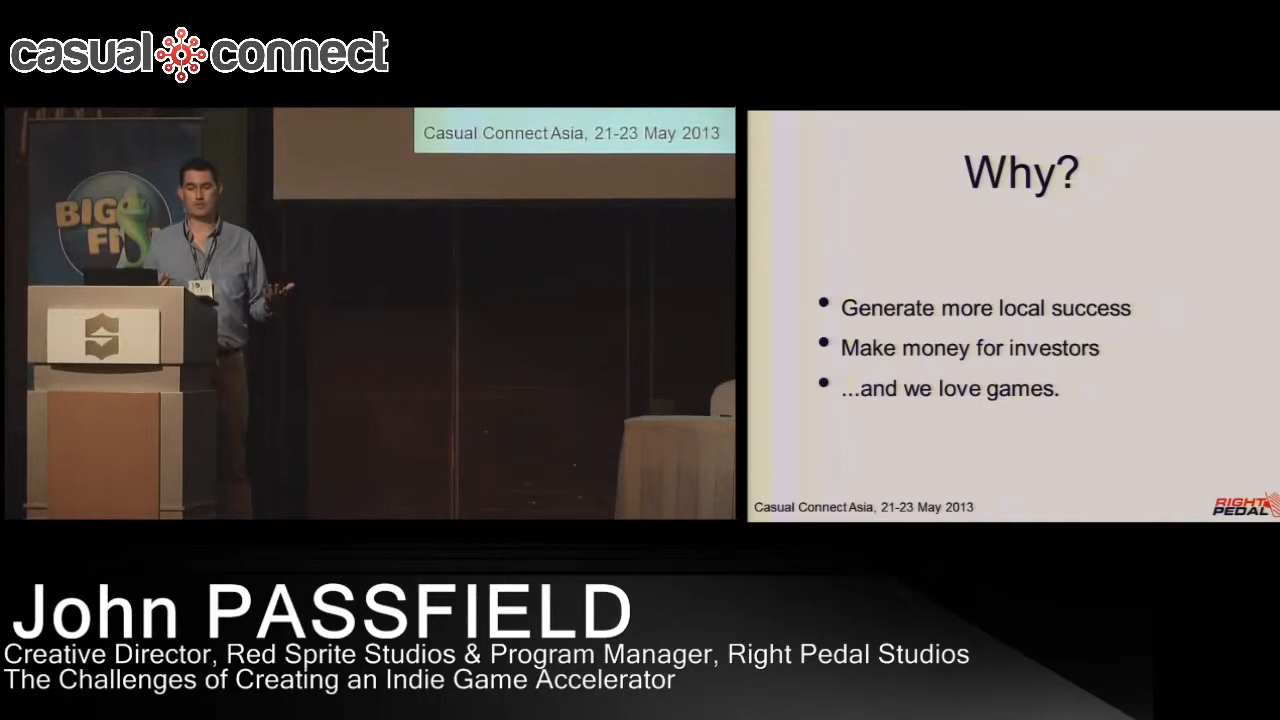 casual connect
Casual Connect Asia, 21-23 May 2013
BIG
Why?
Generate more local success
Make money for investors
...and we love games.
Casual Connect Asia, 21-23 May 2013
RIGHT
PEDAL
John PASSFIELD
Creative Director, Red Sprite Studios & Program Manager, Right Pedal Studios
The Challenges of Creating an Indie Game Accelerator